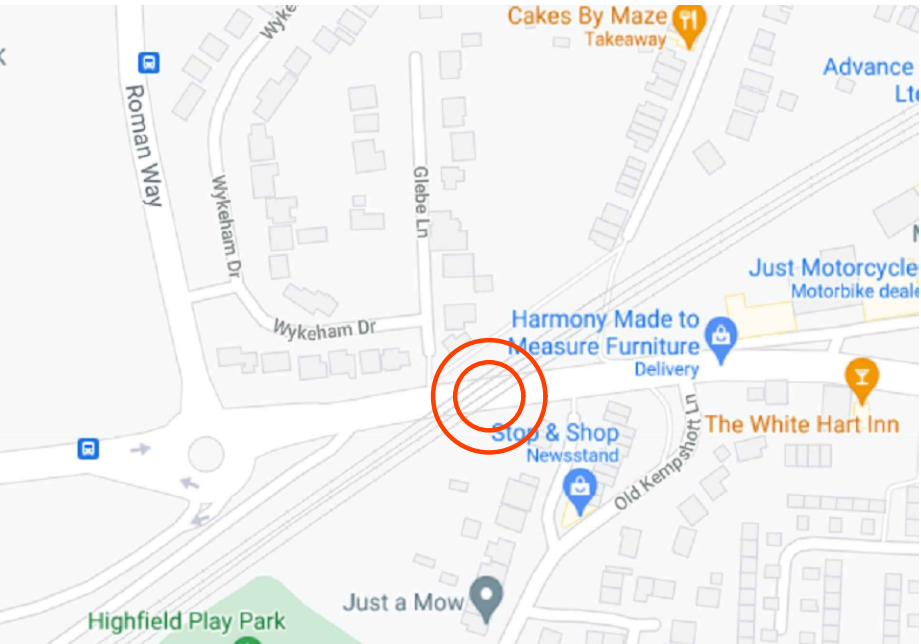 Wyke
Cakes By Maze
Takeaway
Advance
Lte
Roman Way
Glebe Ln
Wykeham Dr
Just Motorcycle
Motorbike deale
Harmony Made to
Measure Furniture
Delivery
Wykeham Dr
The White Hart Inn
Stop & Shop
Newsstand
Old Kempshott Ln
Just a Mow
Highfield Play Park